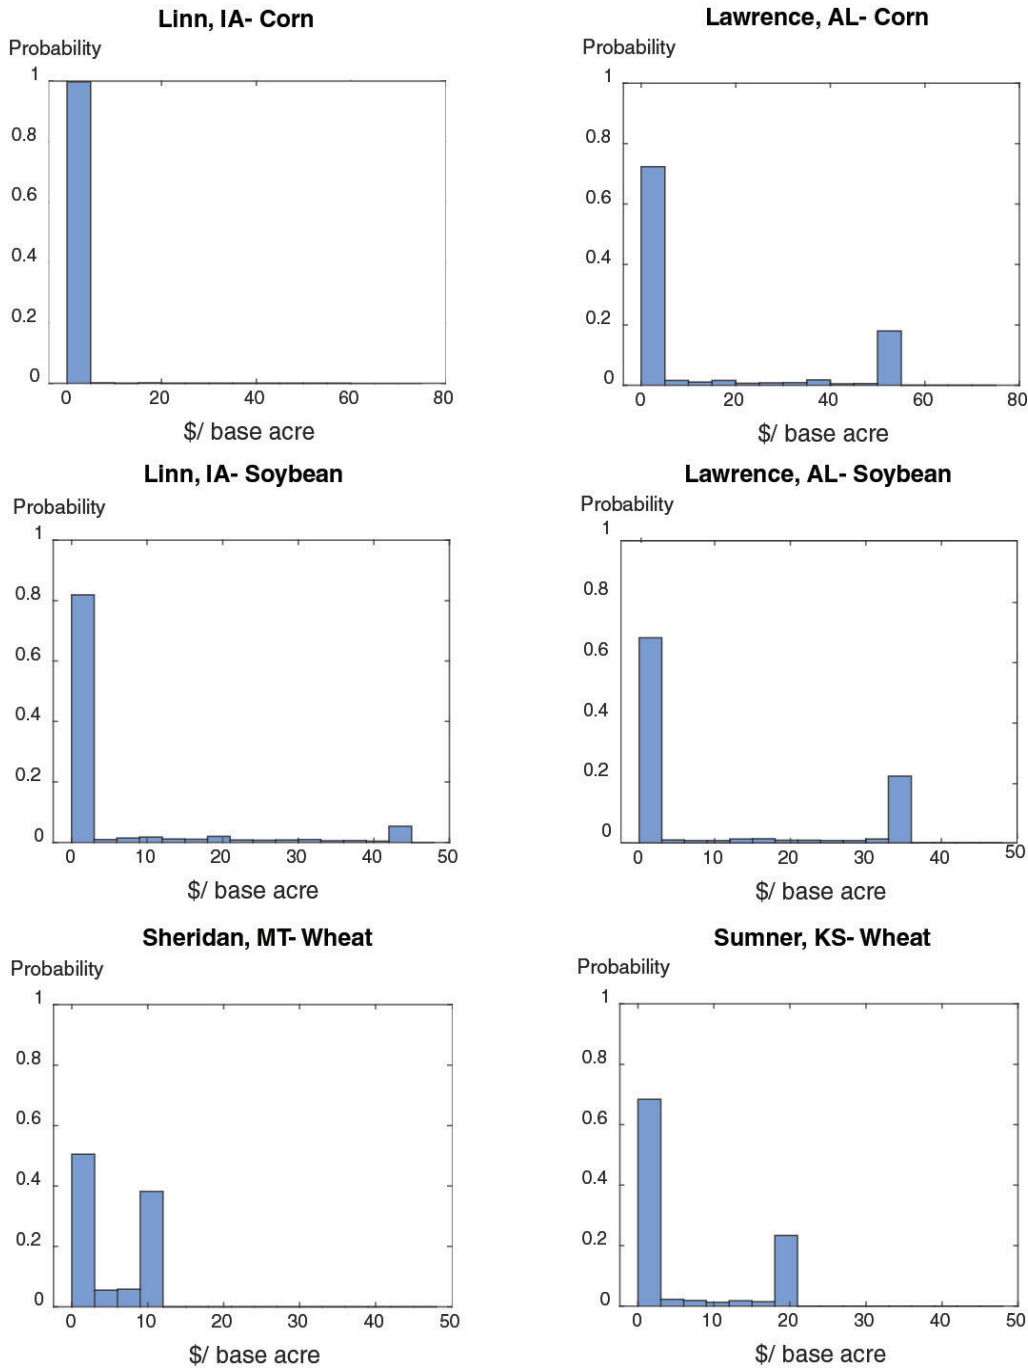 Linn, IA- Corn
Probability
1
0.8
0.6
0.4
0.2
0
0 20 40 60 80
$/ base acre
Lawrence, AL- Corn
Probability
1
0.8
0.6
0.4
0.2
0
0 20 40 60 80
$/ base acre
Linn, IA- Soybean
Probability
1
0.8
0.6
0.4
0.2
0
0 10 20 30 40 50
$/ base acre
Lawrence, AL- Soybean
Probability
1
0.8
0.6
0.4
0.2
0
0 10 20 30 40 50
$/ base acre
Sheridan, MT- Wheat
Probability
1
0.8
0.6
0.4
0.2
0
0 10 20 30 40 50
$/ base acre
Sumner, KS- Wheat
Probability
1
0.8
0.6
0.4
0.2
0
0 10 20 30 40 50
$/ base acre